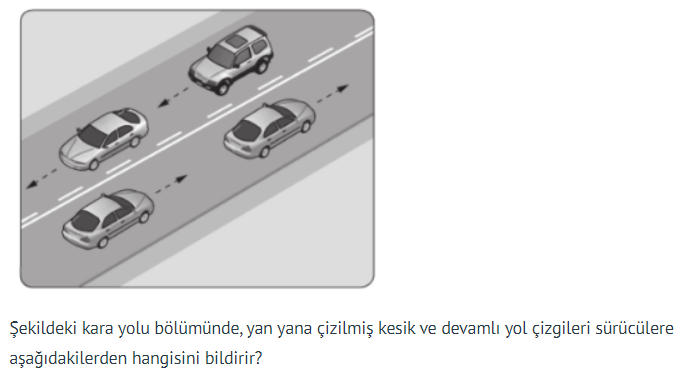 Şekildeki kara yolu bölümünde, yan yana çizilmiş kesik ve devamlı yol çizgileri sürücülere
aşağıdakilerden hangisini bildirir?